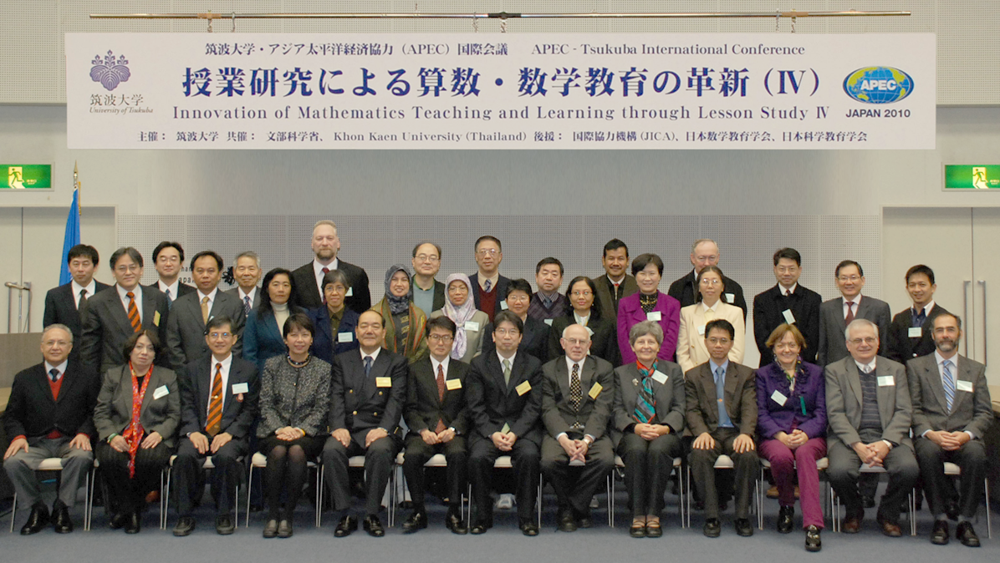 筑波大学・アジア太平洋経済協力（APEC）国際会議 APEC - Tsukuba International Conference
授業研究による算数・数学教育の革新（Ⅳ）
Innovation of Mathematics Teaching and Learning through Lesson Study Ⅳ
主催： 筑波大学 共催： 文部科学省、 Khon Kaen University (Thailand) 後援： 国際協力機構 (JICA)、日本数学教育学会、日本科学教育学会
筑波大学
University of Tsukuba
APEC
JAPAN 2010